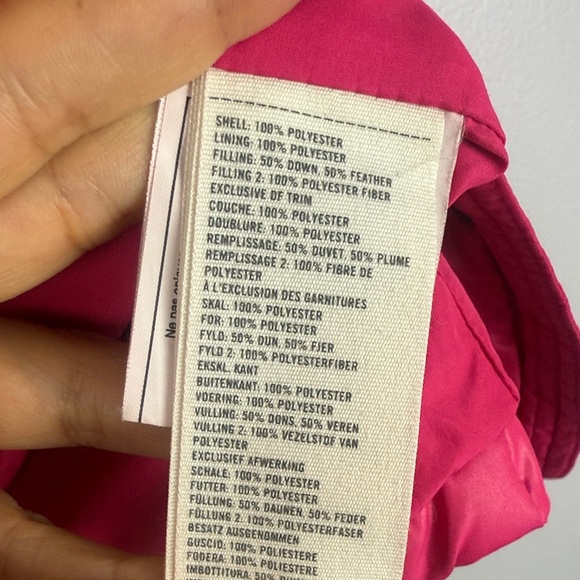 SHELL: 100% POLYESTER
LINING: 100% POLYESTER
FILLING: 50% DOWN, 50% FEATHER
FILLING 2: 100% POLYESTER FIBER
EXCLUSIVE OF TRIM
COUCHE: 100% POLYESTER
DOUBLURE: 100% POLYESTER
REMPLISSAGE: 50% DUVET, 50% PLUME
REMPLISSAGE 2: 100% FIBRE DE
POLYESTER
À L'EXCLUSION DES GARNITURES
SKAL: 100% POLYESTER
FOR: 100% POLYESTER
FYLD: 50% DUN, 50% FJER
FYLD 2: 100% POLYESTERFIBER
EKSKL. KANT
BUITENKANT: 100% POLYESTER
VOERING: 100% POLYESTER
VULLING: 50% DONS, 50% VEREN
VULLING 2: 100% VEZELSTOF VAN
POLYESTER
EXCLUSIEF AFWERKING
SCHALE: 100% POLYESTER
FUTTER: 100% POLYESTER
FÜLLUNG: 50% DAUNEN, 50% FEDER
FÜLLUNG 2: 100% POLYESTERFASER
BESATZ AUSGENOMMEN
GUSCIO: 100% POLIESTERE
FODERA: 100% POLIESTERE
IMBOTTITURA: 50%
Ne pas